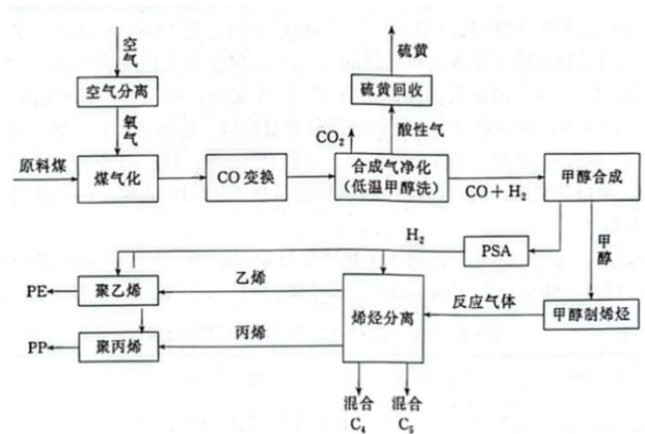 空气
空气分离
氧气
原料煤
煤气化
CO变换
CO₂
硫黄
硫黄回收
酸性气
合成气净化
(低温甲醇洗)
CO+H₂
甲醇合成
H₂
PSA
甲醇
PE
聚乙烯
乙烯
烯烃分离
反应气体
甲醇制烯烃
PP
聚丙烯
丙烯
混合
C₄
混合
C₅